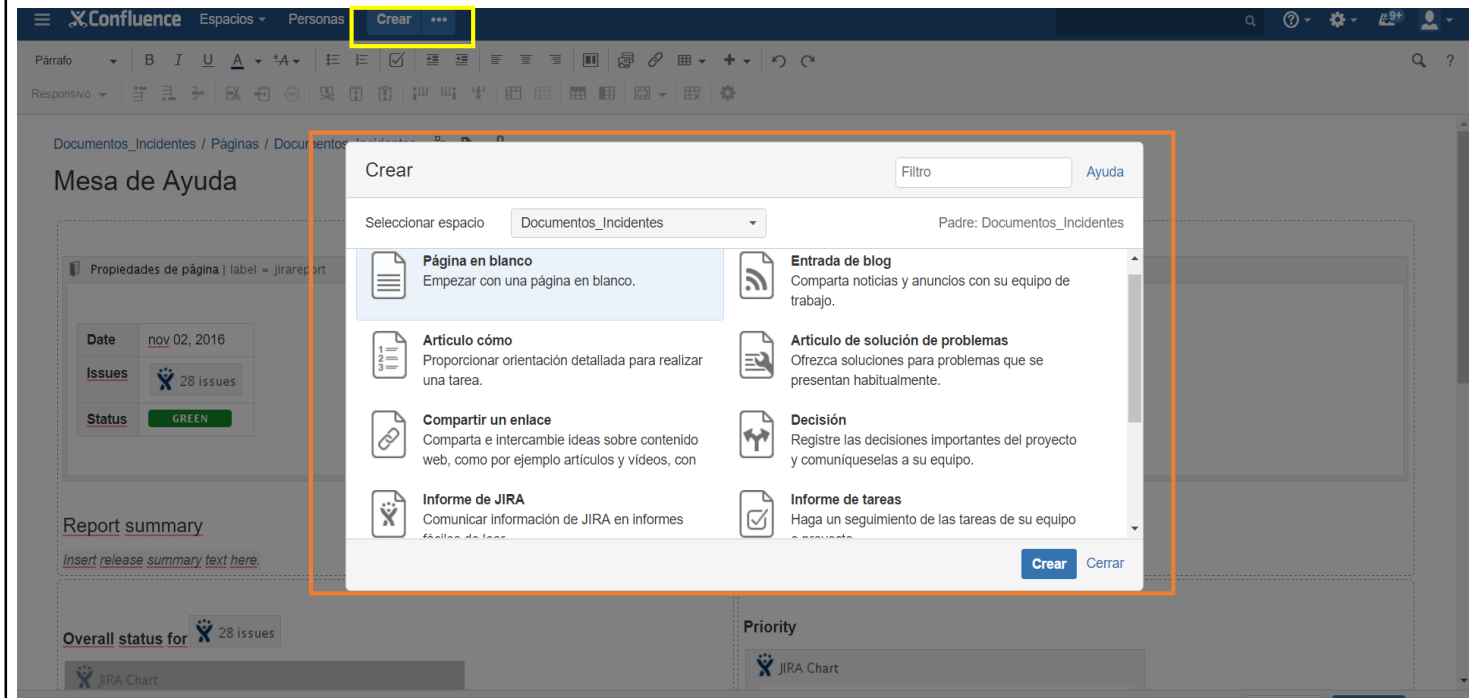 Confluence Espacios Personas Crear ••• 9+
Párrafo B I U A ªA ?
Responsivo
Documentos_Incidentes / Páginas / Documentos_Incidentes
Mesa de Ayuda
Propiedades de página | label = jirareport
Date nov 02, 2016
Issues 28 issues
Status GREEN
Report summary
Insert release summary text here.
Overall status for 28 issues
JIRA Chart
Priority
JIRA Chart
Crear Filtro Ayuda
Seleccionar espacio Documentos_Incidentes Padre: Documentos_Incidentes
Página en blanco
Empezar con una página en blanco.
Entrada de blog
Comparta noticias y anuncios con su equipo de
trabajo.
Artículo cómo
Proporcionar orientación detallada para realizar
una tarea.
Artículo de solución de problemas
Ofrezca soluciones para problemas que se
presentan habitualmente.
Compartir un enlace
Comparta e intercambie ideas sobre contenido
web, como por ejemplo artículos y vídeos, con
Decisión
Registre las decisiones importantes del proyecto
y comuníqueselas a su equipo.
Informe de JIRA
Comunicar información de JIRA en informes
fáciles de leer
Informe de tareas
Haga un seguimiento de las tareas de su equipo
o proyecto
Crear Cerrar